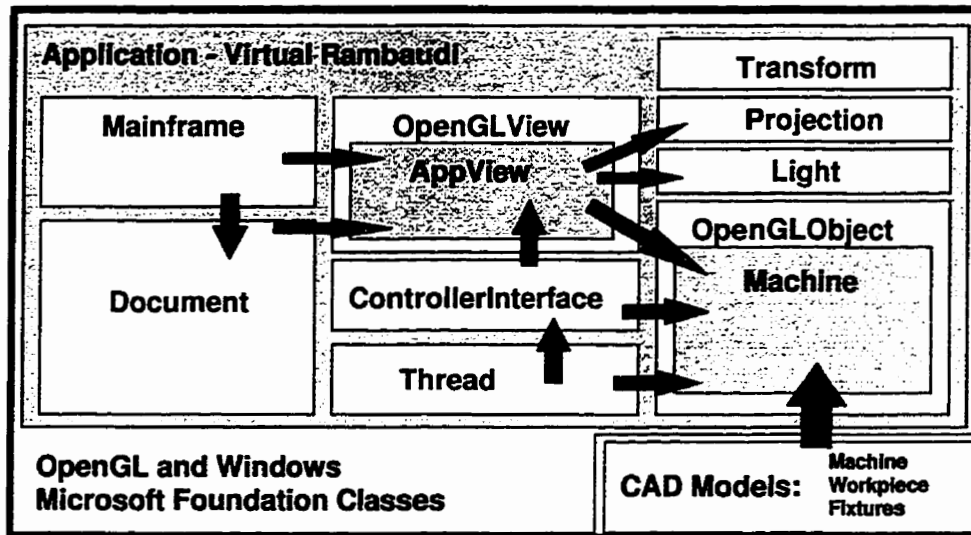 Application - Virtual Rambaudi
Mainframe
Document
OpenGLView
AppView
ControllerInterface
Thread
Transform
Projection
Light
OpenGLObject
Machine
OpenGL and Windows
Microsoft Foundation Classes
CAD Models:
Machine
Workpiece
Fixtures